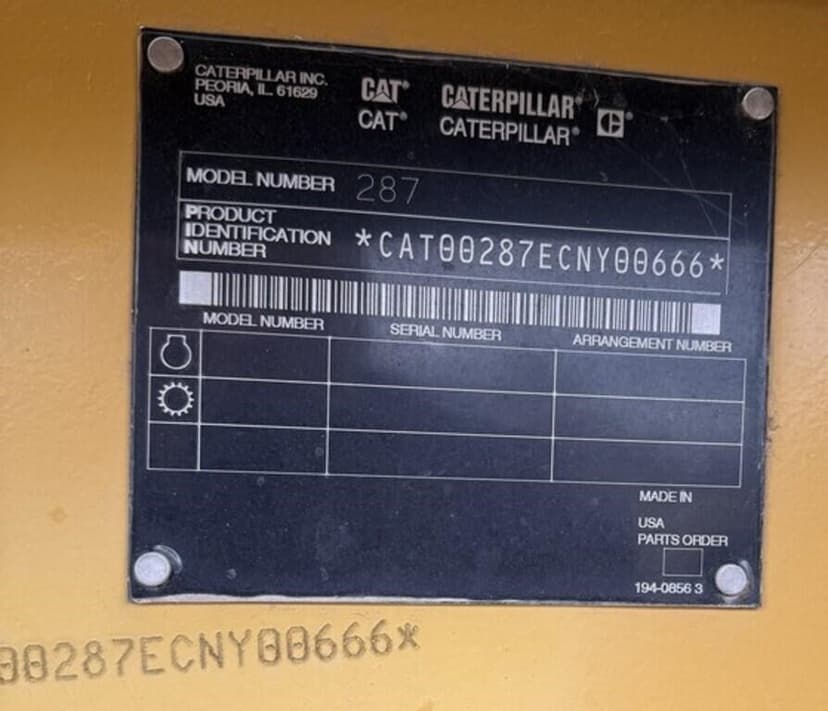 CATERPILLAR INC.
PEORIA, IL. 61629
USA
CAT® CATERPILLAR® C®
CAT® CATERPILLAR®
MODEL NUMBER 287
PRODUCT
IDENTIFICATION
NUMBER *CAT00287ECNY00666*
MODEL NUMBER SERIAL NUMBER ARRANGEMENT NUMBER
MADE IN
USA
PARTS ORDER
194-0856 3
00287ECNY00666*